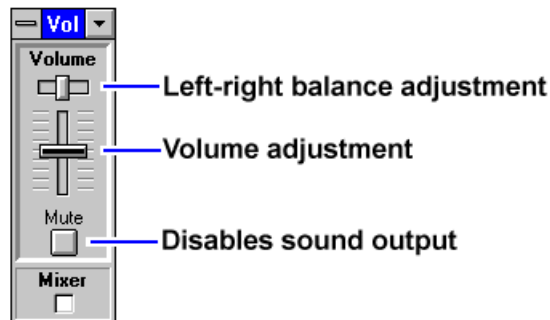 Vol
Volume
Left-right balance adjustment
Volume adjustment
Mute
Disables sound output
Mixer